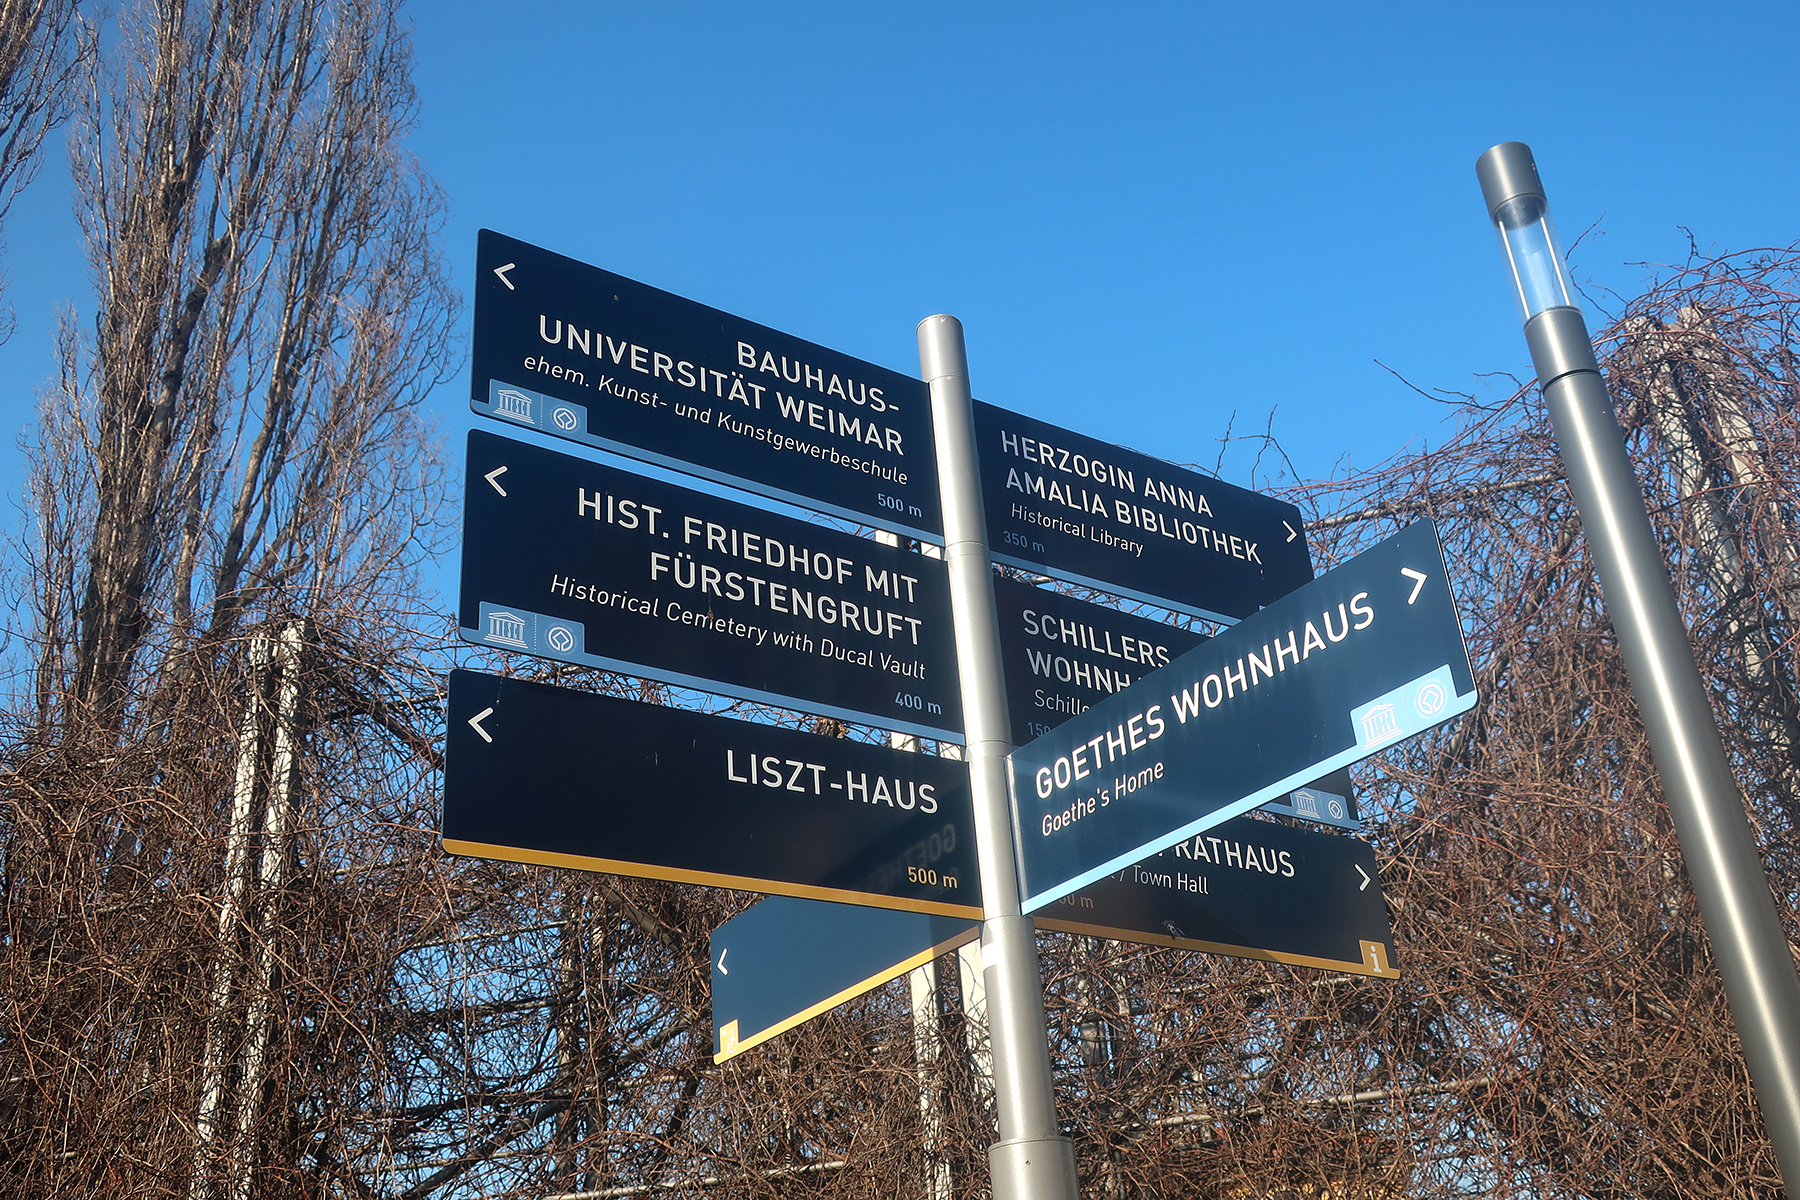 BAUHAUS-
UNIVERSITÄT WEIMAR
ehem. Kunst- und Kunstgewerbeschule
500 m
HIST. FRIEDHOF MIT
FÜRSTENGRUFT
Historical Cemetery with Ducal Vault
400 m
LISZT-HAUS
500 m
HERZOGIN ANNA
AMALIA BIBLIOTHEK
Historical Library
350 m
SCHILLERS
GOETHES WOHNHAUS
Goethe's Home
RATHAUS
/ Town Hall
i